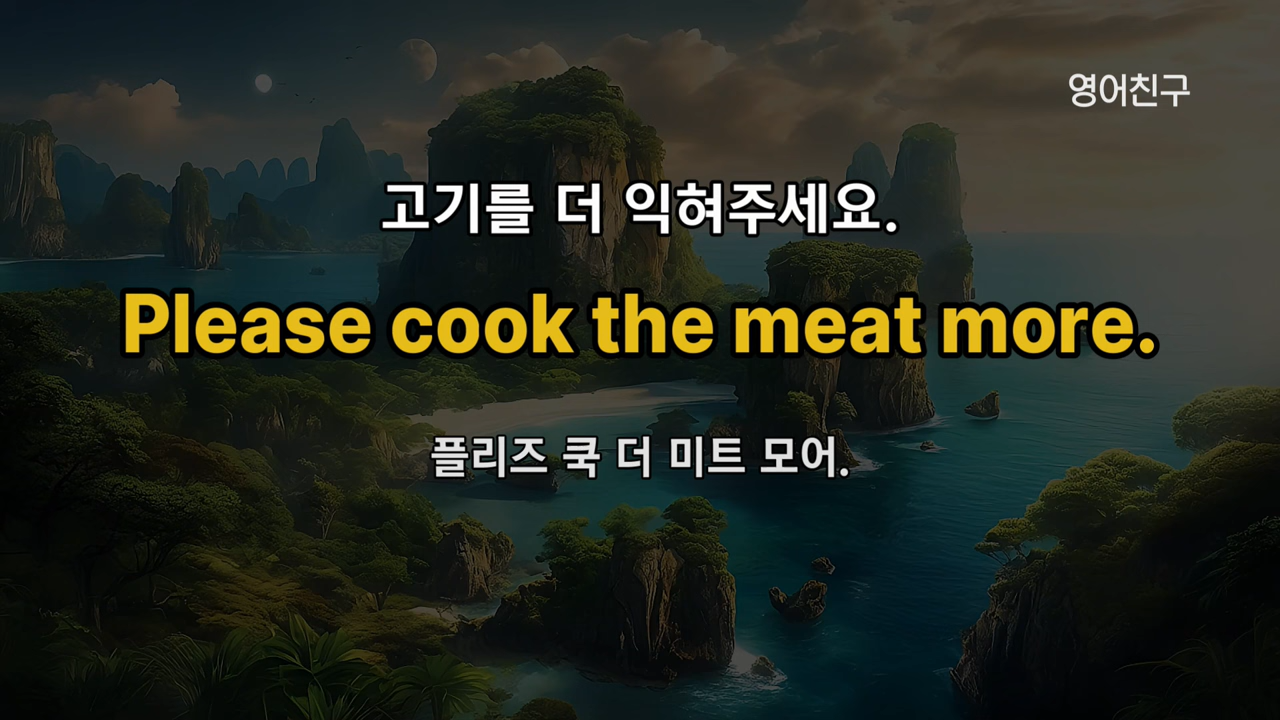 영어친구
고기를 더 익혀주세요.
Please cook the meat more.
플리즈 쿡 더 미트 모어.